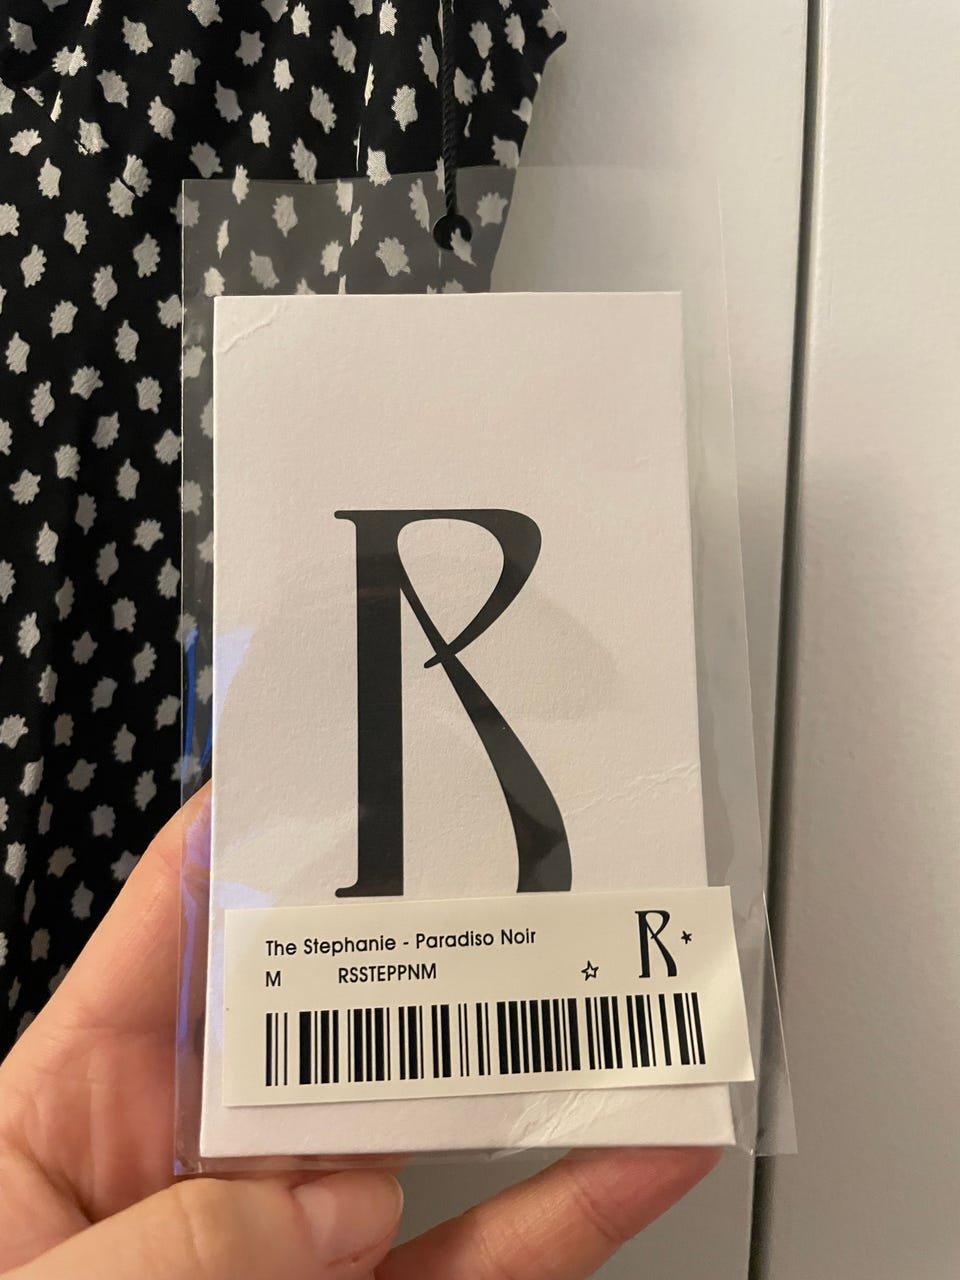 R
The Stephanie - Paradiso Noir
M RSSTEPPNM
R